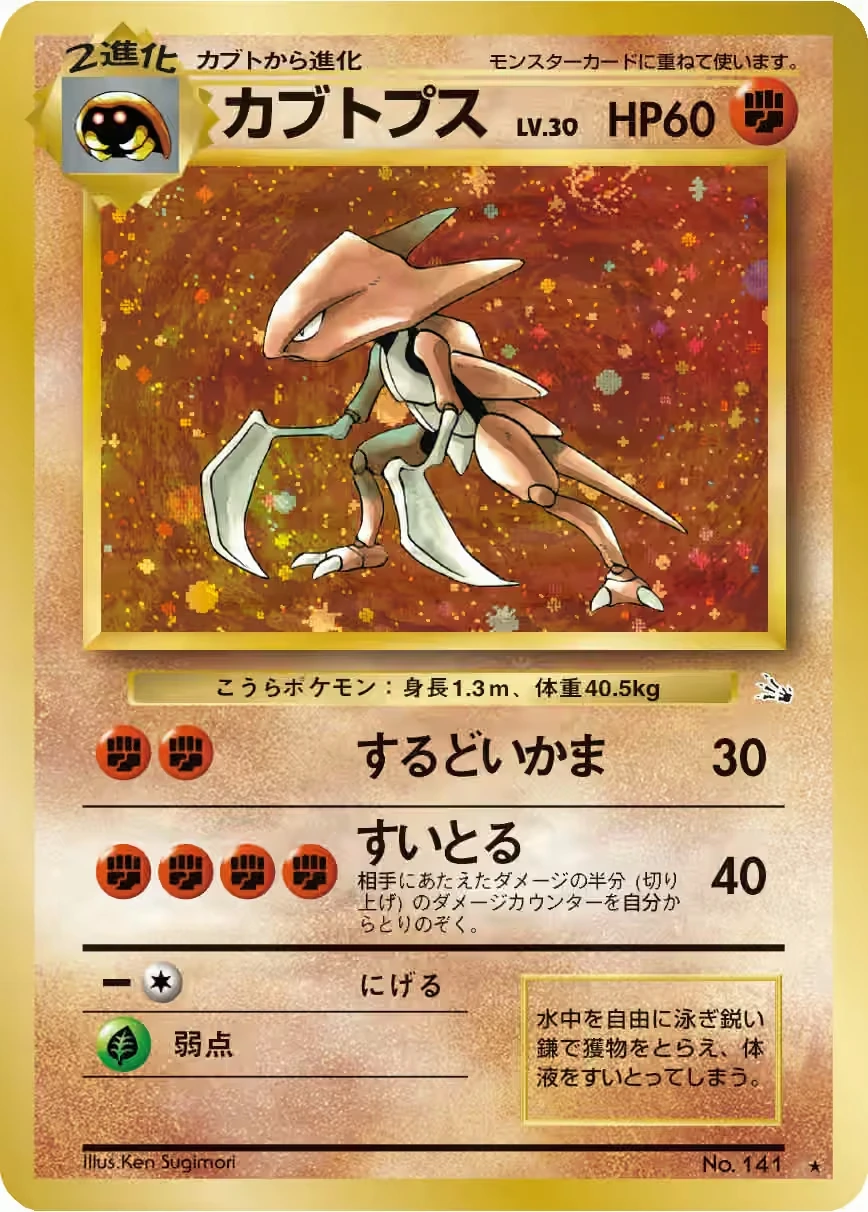 2進化 カブトから進化 モンスターカードに重ねて使います。
カブトプス LV.30 HP60
こうらポケモン：身長1.3m、体重40.5kg
するどいかま 30
すいとる 40
相手にあたえたダメージの半分 (切り
上げ) のダメージカウンターを自分か
らとりのぞく。
にげる
弱点
水中を自由に泳ぎ鋭い
鎌で獲物をとらえ、体
液をすいとってしまう。
Illus.Ken Sugimori No. 141 ★